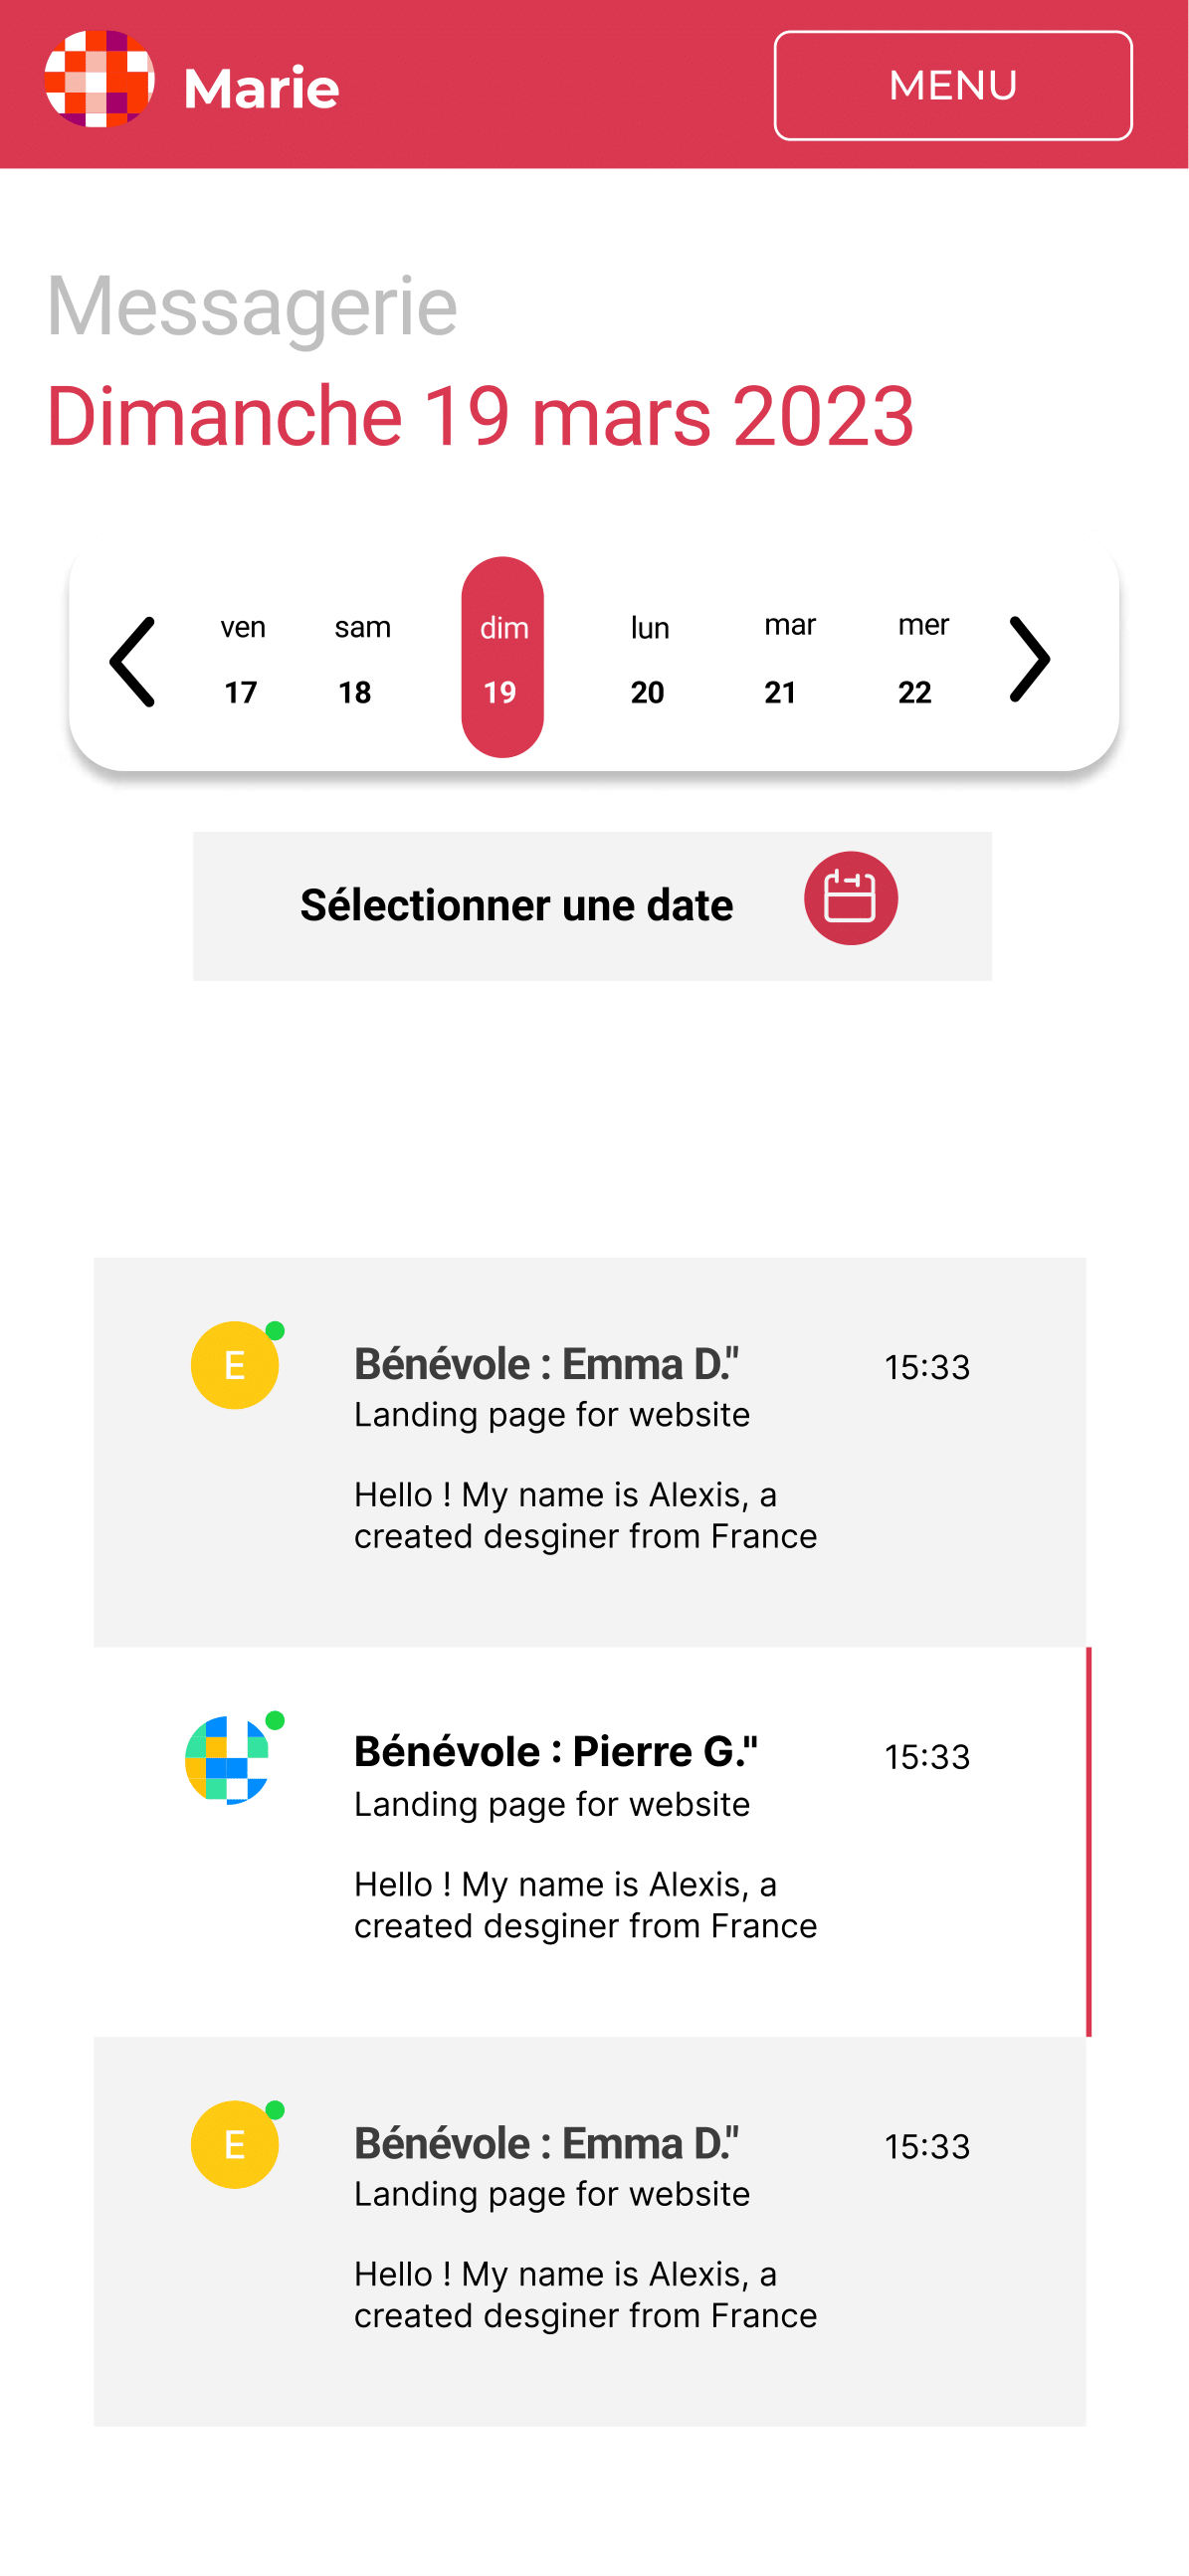 Marie
MENU
Messagerie
Dimanche 19 mars 2023
ven sam dim lun mar mer
17 18 19 20 21 22
Sélectionner une date
E
Bénévole : Emma D."
15:33
Landing page for website
Hello ! My name is Alexis, a
created desginer from France
Bénévole : Pierre G."
15:33
Landing page for website
Hello ! My name is Alexis, a
created desginer from France
E
Bénévole : Emma D."
15:33
Landing page for website
Hello ! My name is Alexis, a
created desginer from France